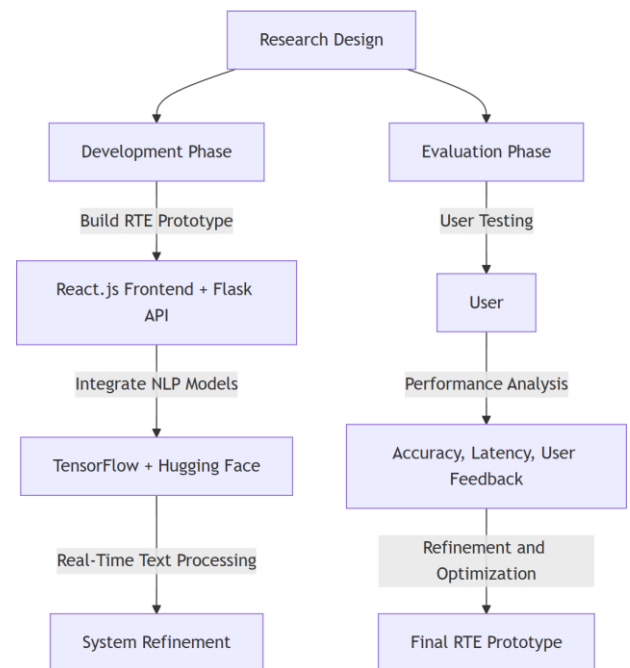 Research Design
Development Phase
Evaluation Phase
Build RTE Prototype
User Testing
React.js Frontend + Flask
API
User
Integrate NLP Models
Performance Analysis
TensorFlow + Hugging Face
Accuracy, Latency, User
Feedback
Real-Time Text Processing
Refinement and
Optimization
System Refinement
Final RTE Prototype